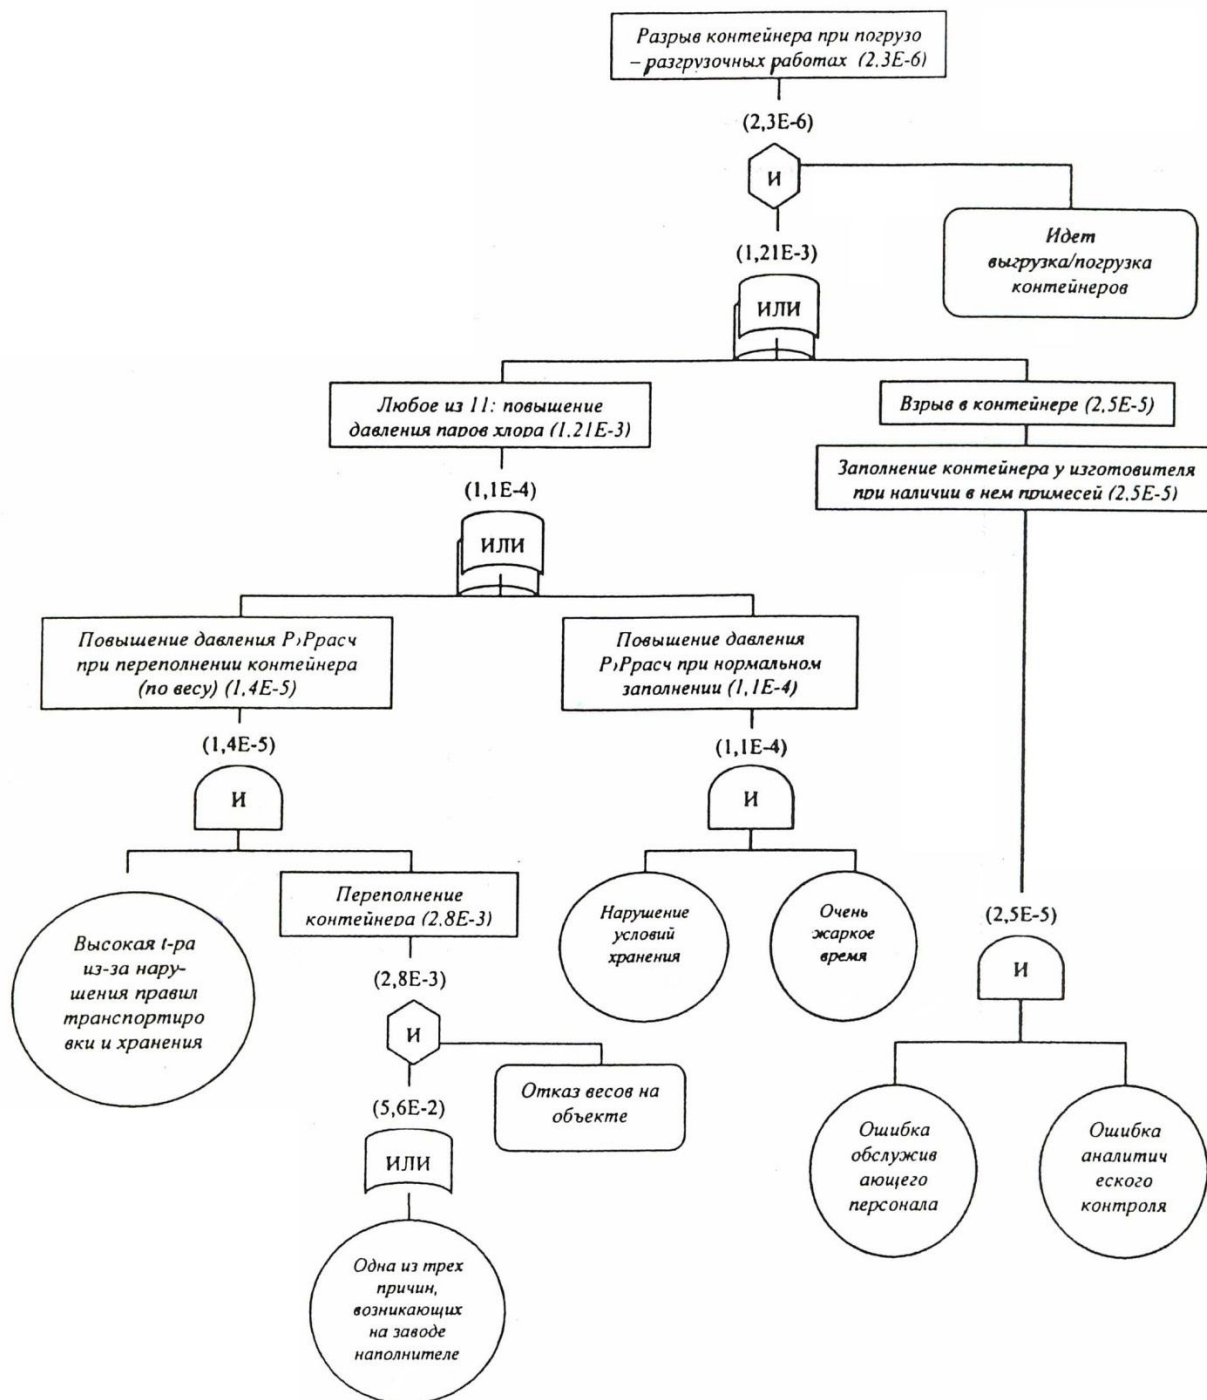 Разрыв контейнера при погрузо
– разгрузочных работах (2,3Е-6)
(2,3Е-6)
И
Идет
выгрузка/погрузка
контейнеров
(1,21Е-3)
ИЛИ
Любое из 11: повышение
давления паров хлора (1,21Е-3)
Взрыв в контейнере (2,5Е-5)
Заполнение контейнера у изготовителя
при наличии в нем примесей (2,5Е-5)
(1,1Е-4)
ИЛИ
Повышение давления Р›Ррасч
при переполнении контейнера
(по весу) (1,4Е-5)
Повышение давления
Р›Ррасч при нормальном
заполнении (1,1Е-4)
(1,4Е-5)
И
(1,1Е-4)
И
Высокая t-ра
из-за нару-
шения правил
транспортиро
вки и хранения
Переполнение
контейнера (2,8Е-3)
Нарушение
условий
хранения
Очень
жаркое
время
(2,5Е-5)
И
(2,8Е-3)
И
Отказ весов на
объекте
(5,6Е-2)
ИЛИ
Одна из трех
причин,
возникающих
на заводе
наполнителе
Ошибка
обслужив
ающего
персонала
Ошибка
аналитич
еского
контроля